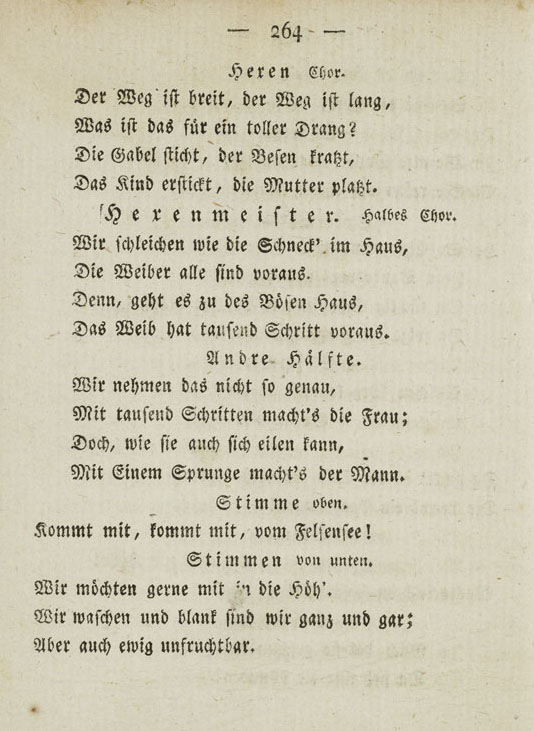 — 264 —
Hexen Chor.
Der Weg ist breit, der Weg ist lang,
Was ist das für ein toller Drang?
Die Gabel sticht, der Besen kratzt,
Das Kind erstickt, die Mutter platzt.
Hexenmeister. Halbes Chor.
Wir schleichen wie die Schneck' im Haus,
Die Weiber alle sind voraus.
Denn, geht es zu des Bösen Haus,
Das Weib hat tausend Schritt voraus.
Andre Hälfte.
Wir nehmen das nicht so genau,
Mit tausend Schritten macht's die Frau;
Doch, wie sie auch sich eilen kann,
Mit Einem Sprunge macht's der Mann.
Stimme oben.
Kommt mit, kommt mit, vom Felsensee!
Stimmen von unten.
Wir möchten gerne mit in die Höh'.
Wir waschen und blank sind wir ganz und gar;
Aber auch ewig unfruchtbar.